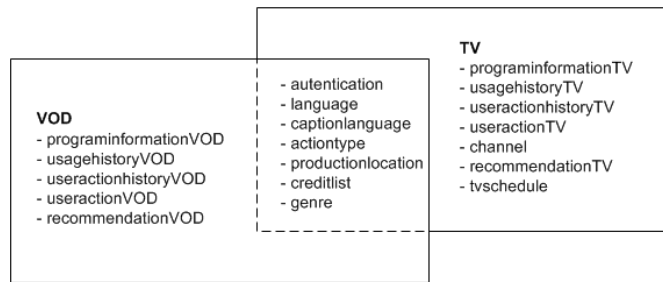 VOD
- programinformationVOD
- usagehistoryVOD
- useractionhistoryVOD
- useractionVOD
- recommendationVOD
- autentication
- language
- captionlanguage
- actiontype
- productionlocation
- creditlist
- genre
TV
- programinformationTV
- usagehistoryTV
- useractionhistoryTV
- useractionTV
- channel
- recommendationTV
- tvschedule